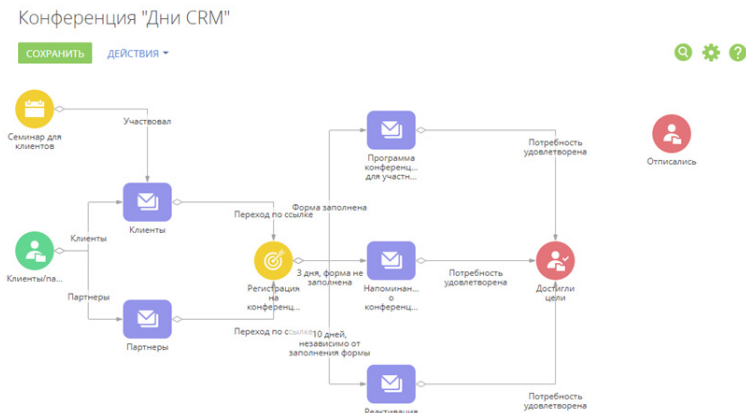 Конференция "Дни CRM"
СОХРАНИТЬ
ДЕЙСТВИЯ
Семинар для
клиентов
Участвовал
Клиенты
Клиенты/па...
Клиенты
Партнеры
Партнеры
Переход по ссылке
Переход по ссылке
Регистрация
на
конференц...
Форма заполнена
3 дня, форма не
заполнена
10 дней,
независимо от
заполнения формы
Программа
конференц...
для участн...
Напоминан...
о
конференц...
Реактивация
Потребность
удовлетворена
Потребность
удовлетворена
Потребность
удовлетворена
Достигли
цели
Отписались